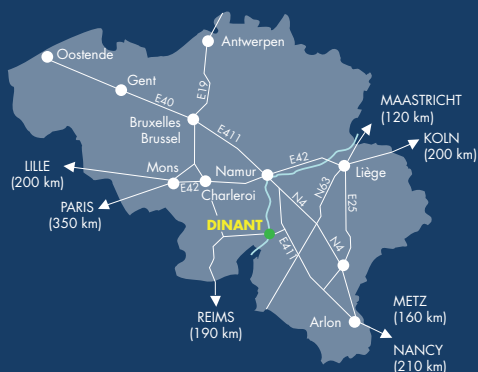 Antwerpen
Oostende
Gent
E19
E40
Bruxelles
Brussel
E411
MAASTRICHT
(120 km)
KOLN
(200 km)
LILLE
(200 km)
Mons
E42
Charleroi
Namur
E42
Liège
PARIS
(350 km)
N4
N63
E25
DINANT
E411
N4
REIMS
(190 km)
Arlon
METZ
(160 km)
NANCY
(210 km)